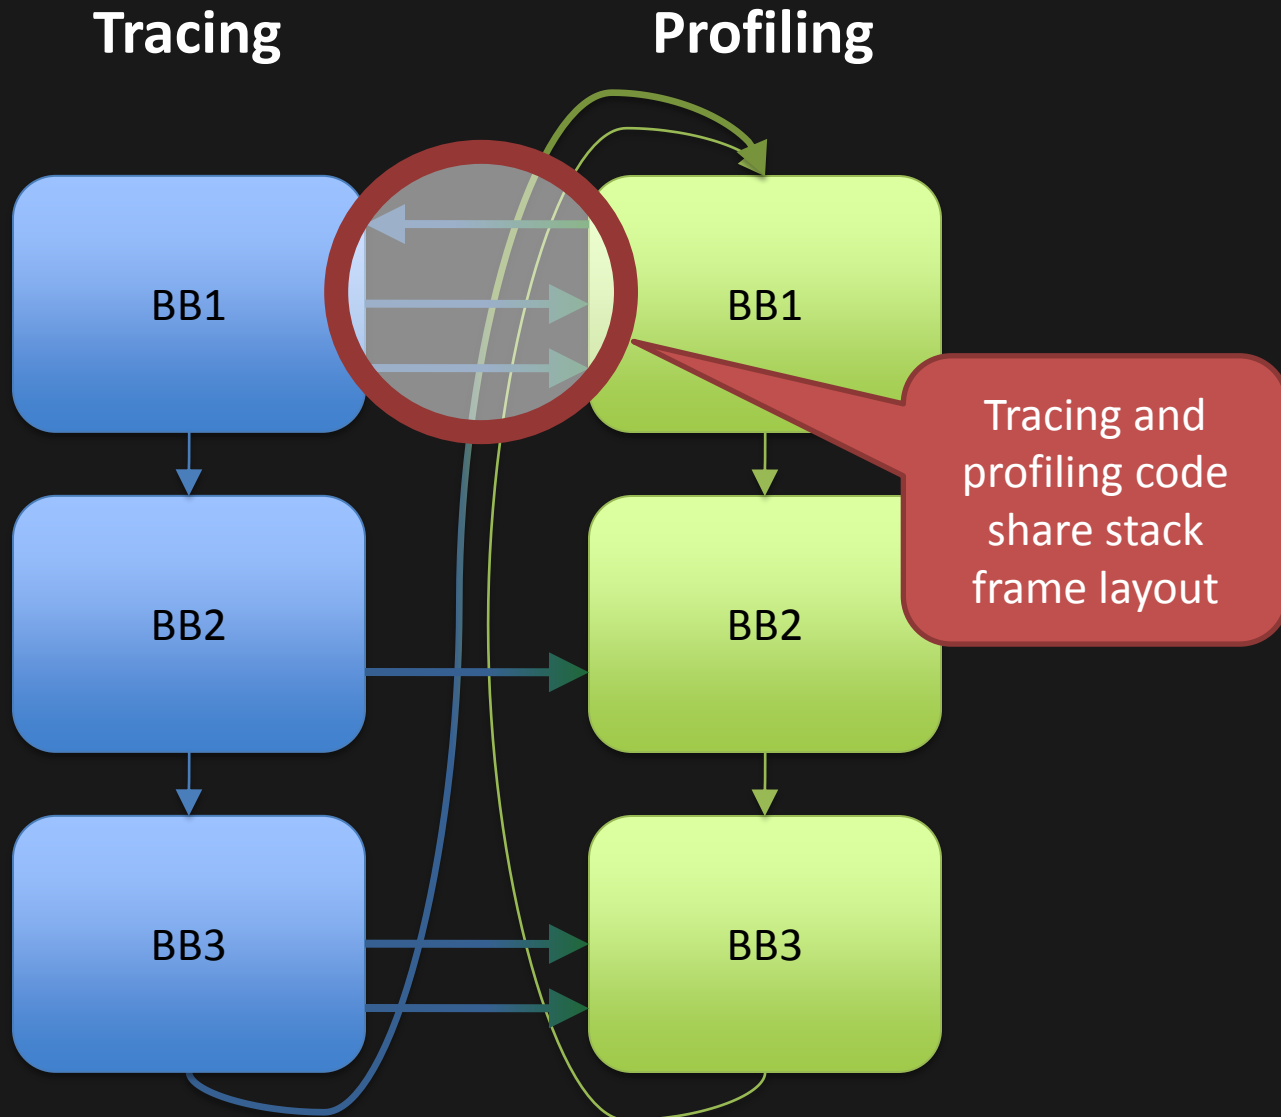 Tracing
Profiling
BB1
BB1
Tracing and
profiling code
share stack
frame layout
BB2
BB2
BB3
BB3